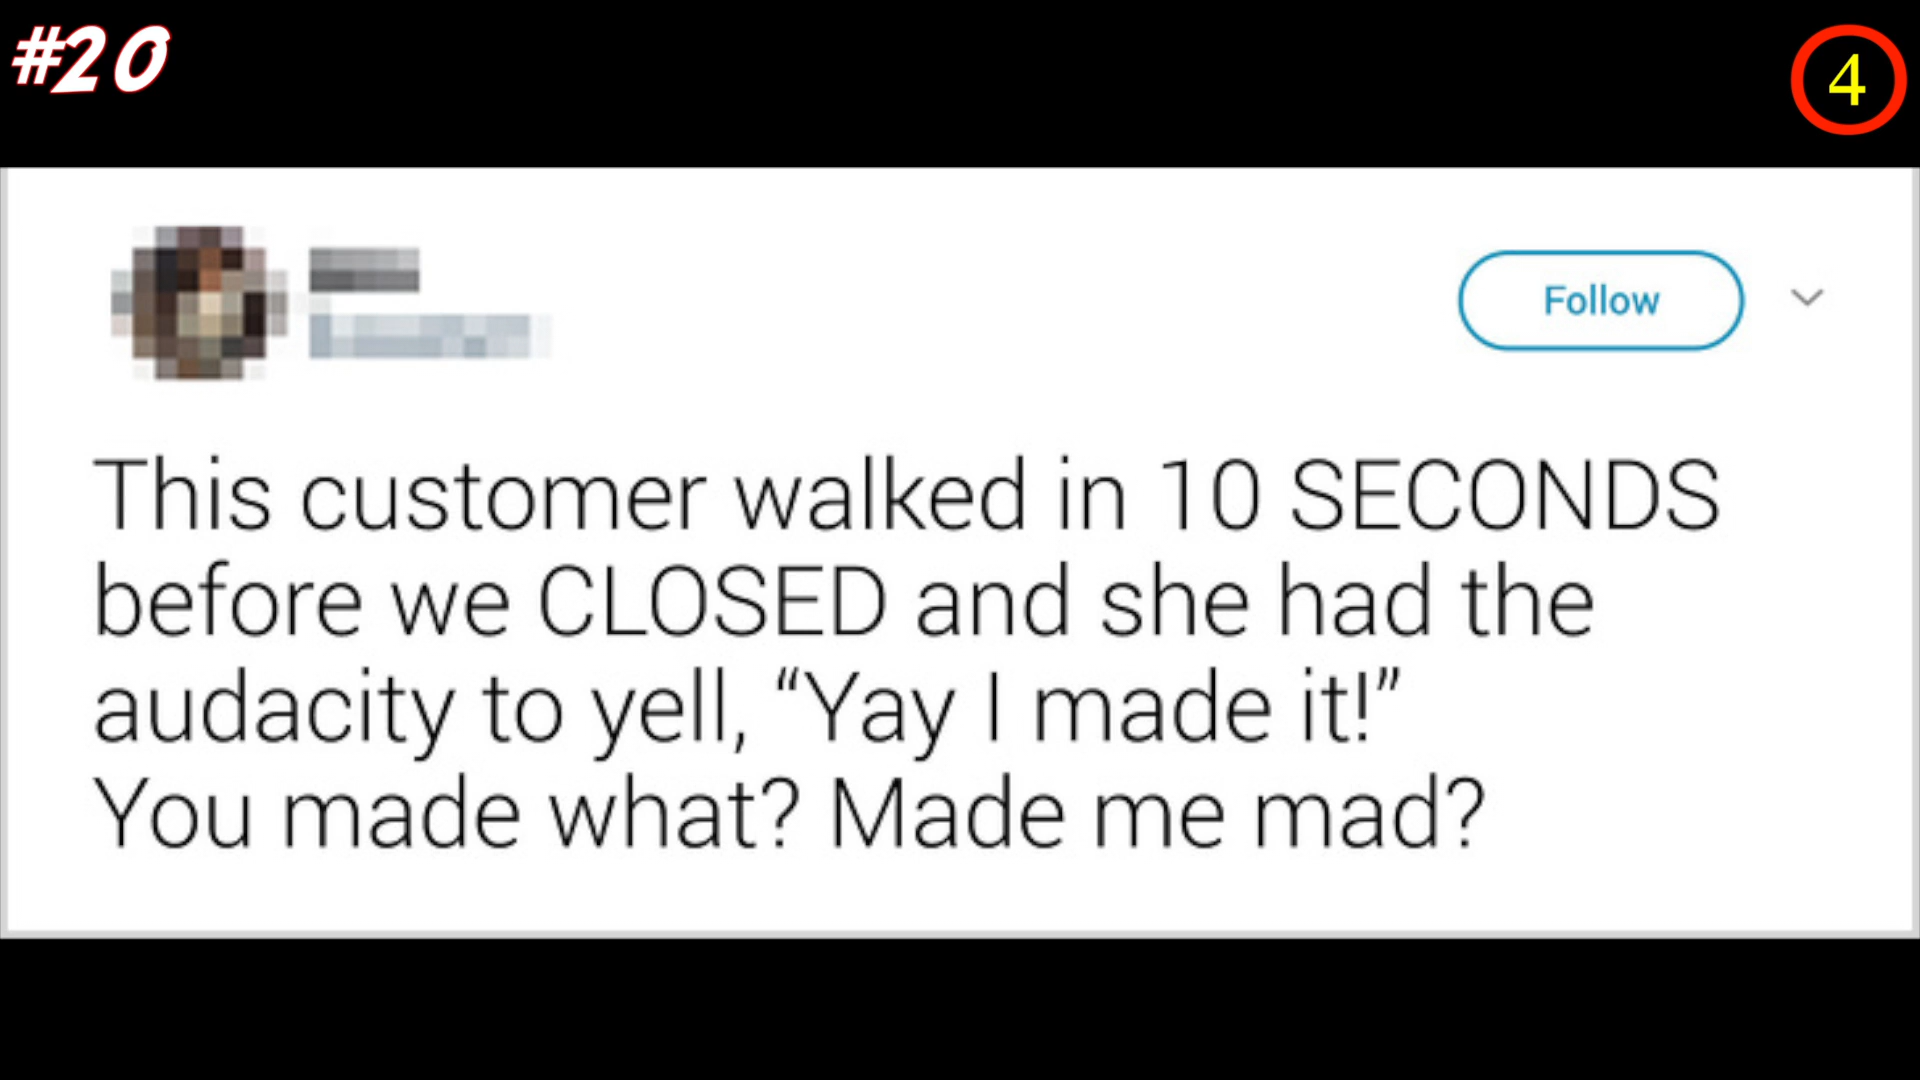 #20
4
Follow
This customer walked in 10 SECONDS
before we CLOSED and she had the
audacity to yell, “Yay I made it!”
You made what? Made me mad?